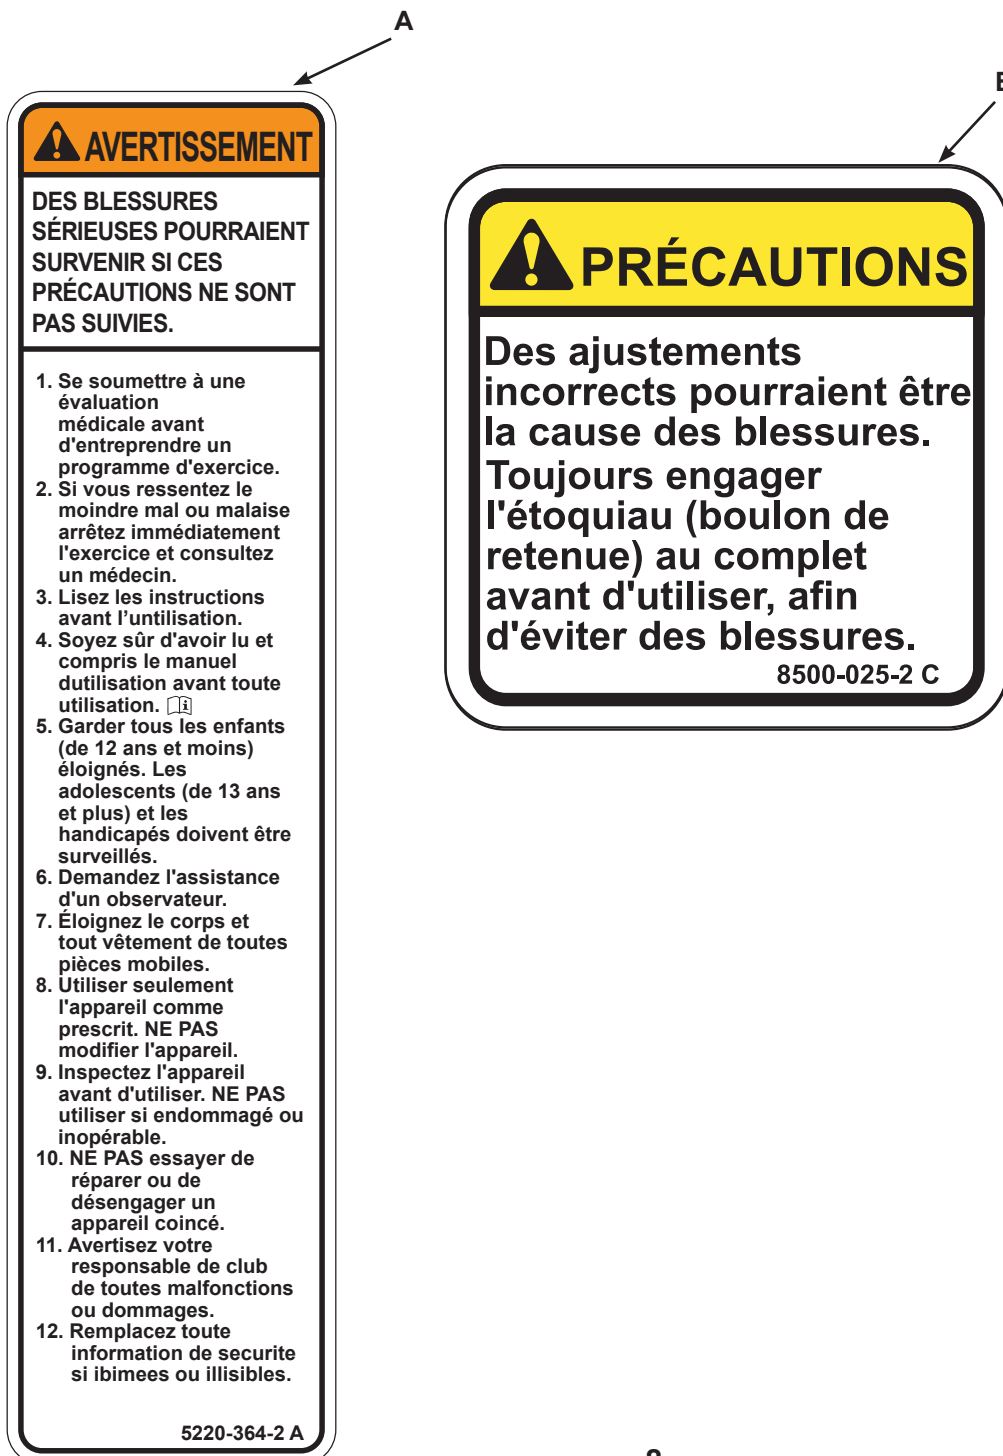 A
AVERTISSEMENT
DES BLESSURES
SÉRIEUSES POURRAIENT
SURVENIR SI CES
PRÉCAUTIONS NE SONT
PAS SUIVIES.
1. Se soumettre à une
évaluation
médicale avant
d'entreprendre un
programme d'exercice.
2. Si vous ressentez le
moindre mal ou malaise
arrêtez immédiatement
l'exercice et consultez
un médecin.
3. Lisez les instructions
avant l’untilisation.
4. Soyez sûr d'avoir lu et
compris le manuel
dutilisation avant toute
utilisation.
5. Garder tous les enfants
(de 12 ans et moins)
éloignés. Les
adolescents (de 13 ans
et plus) et les
handicapés doivent être
surveillés.
6. Demandez l'assistance
d'un observateur.
7. Éloignez le corps et
tout vêtement de toutes
pièces mobiles.
8. Utiliser seulement
l'appareil comme
prescrit. NE PAS
modifier l'appareil.
9. Inspectez l'appareil
avant d'utiliser. NE PAS
utiliser si endommagé ou
inopérable.
10. NE PAS essayer de
réparer ou de
désengager un
appareil coincé.
11. Avertisez votre
responsable de club
de toutes malfonctions
ou dommages.
12. Remplacez toute
information de securite
si ibimees ou illisibles.
5220-364-2 A
PRÉCAUTIONS
Des ajustements
incorrects pourraient être
la cause des blessures.
Toujours engager
l'étoquiau (boulon de
retenue) au complet
avant d'utiliser, afin
d'éviter des blessures.
8500-025-2 C